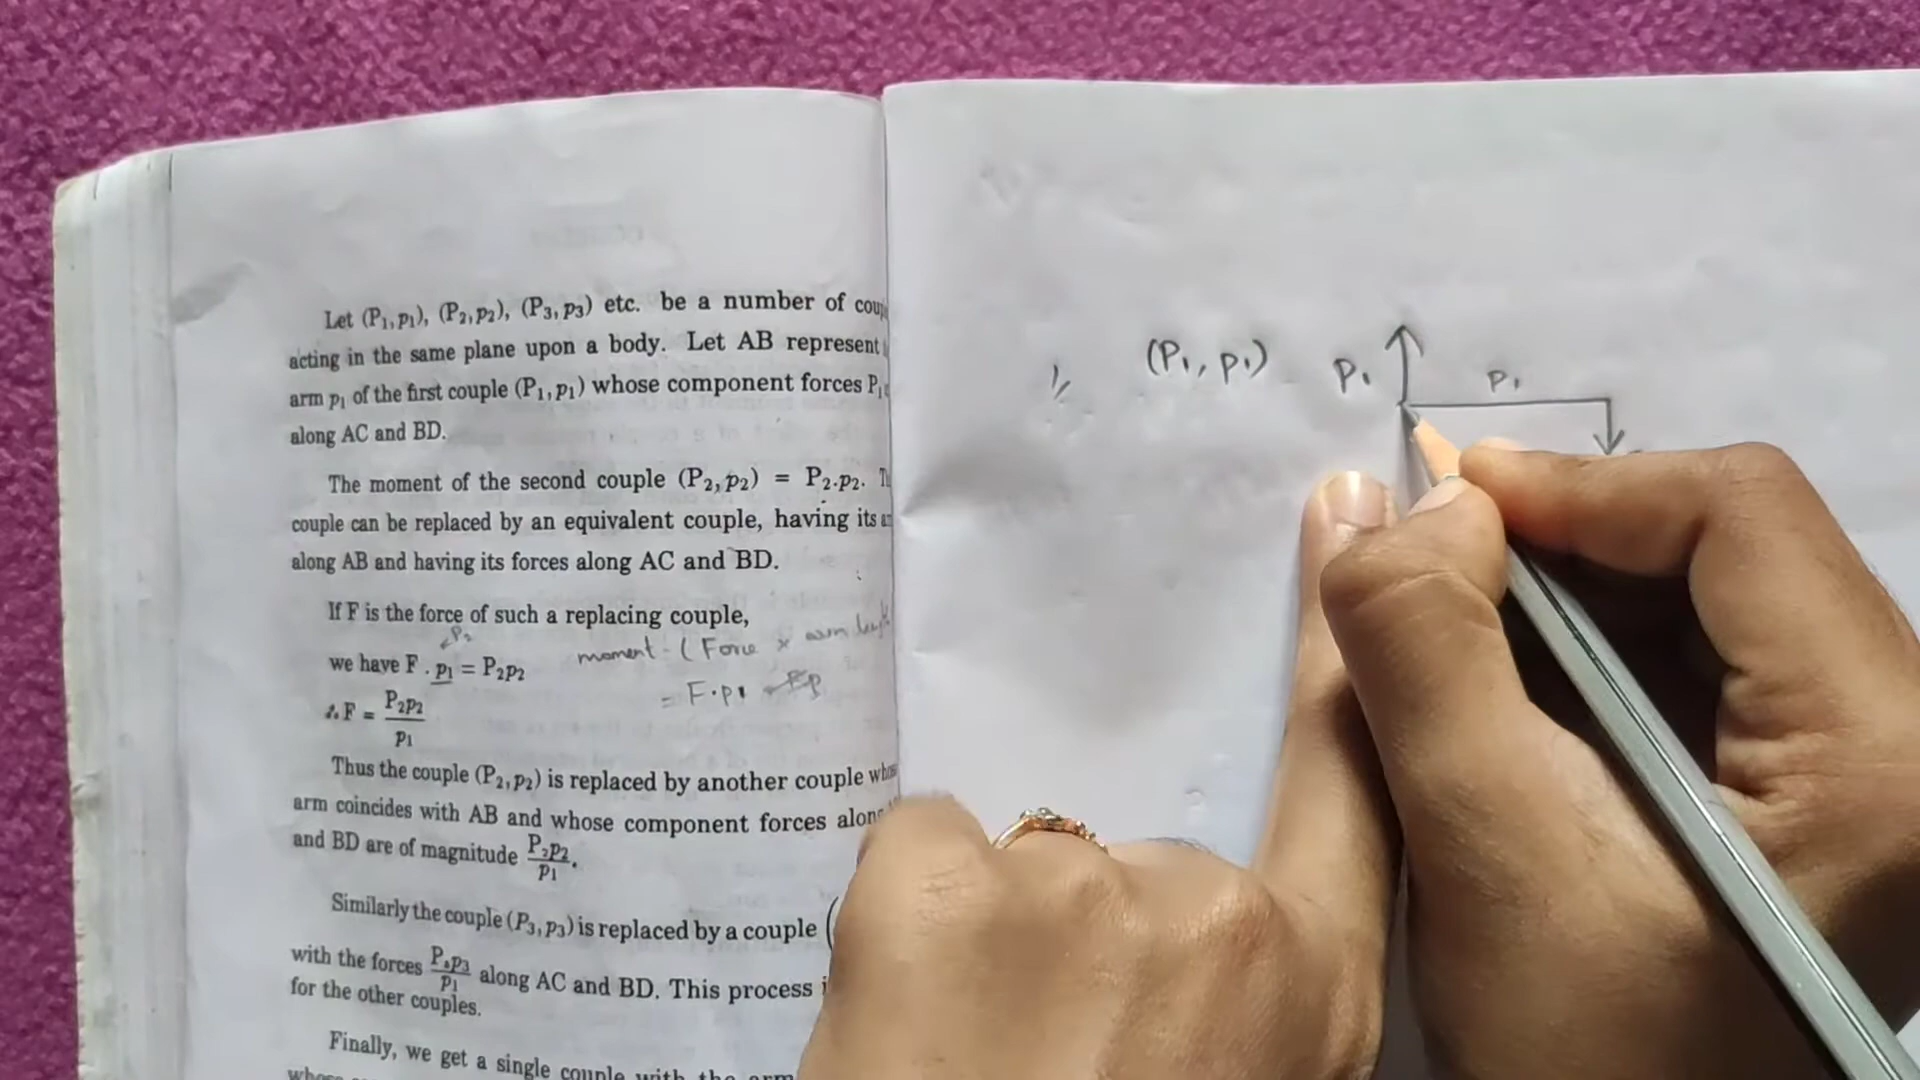 Let (P₁, p₁), (P₂, p₂), (P₃, p₃) etc. be a number of
acting in the same plane upon a body. Let AB represent
arm p₁ of the first couple (P₁, p₁) whose component forces P₁
along AC and BD.
The moment of the second couple (P₂, p₂) = P₂.p₂.
couple can be replaced by an equivalent couple, having its
along AB and having its forces along AC and BD.
If F is the force of such a replacing couple,
P₂
we have F . p₁ = P₂p₂
moment - ( Force × arm
= F.p₁
∴ F = P₂p₂
p₁
Thus the couple (P₂, p₂) is replaced by another couple
arm coincides with AB and whose component forces along
and BD are of magnitude P₂p₂ / p₁.
Similarly the couple (P₃, p₃) is replaced by a couple (
with the forces P₃p₃ / p₁ along AC and BD. This process
for the other couples.
Finally, we get a single couple with the arm
(P₁, p₁) P₁ p₁